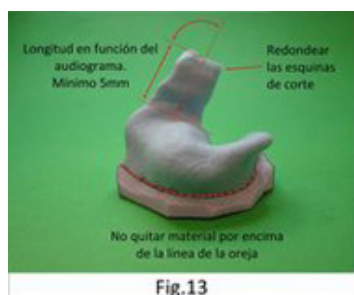 Longitud en función del
audiograma.
Mínimo 5mm
Redondear
las esquinas
de corte
No quitar material por encima
de la línea de la oreja
Fig.13